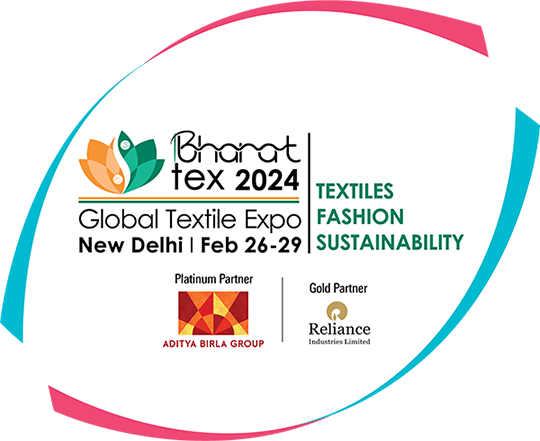 Bharat
tex 2024
Global Textile Expo
New Delhi | Feb 26-29
TEXTILES
FASHION
SUSTAINABILITY
Platinum Partner
ADITYA BIRLA GROUP
Gold Partner
Reliance
Industries Limited